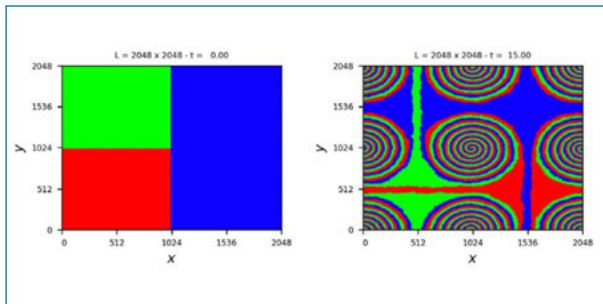 L = 2048 x 2048 - t = 0.00
2048
1536
1024
512
0
y
0 512 1024 1536 2048
x
L = 2048 x 2048 - t = 15.00
2048
1536
1024
512
0
y
0 512 1024 1536 2048
x